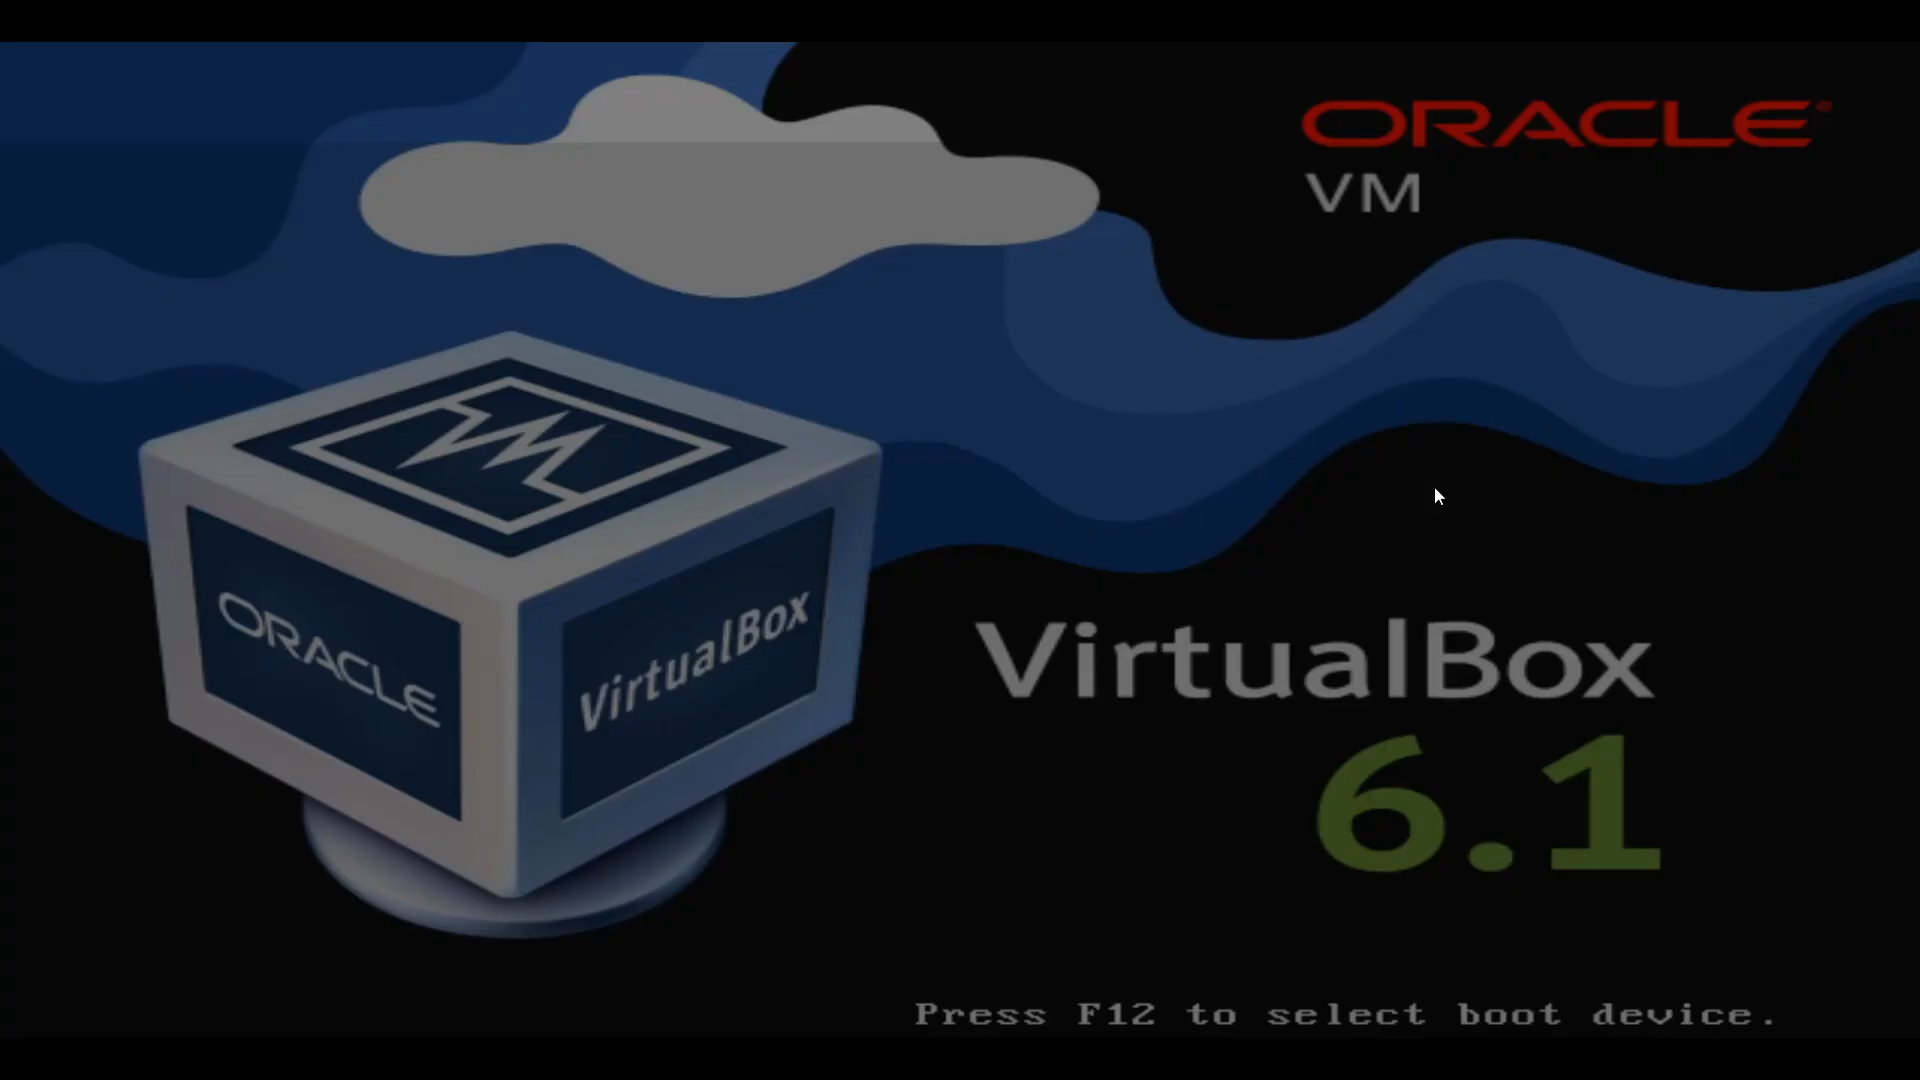 ORACLE
VM
ORACLE
VirtualBox
VirtualBox
6.1
Press F12 to select boot device.